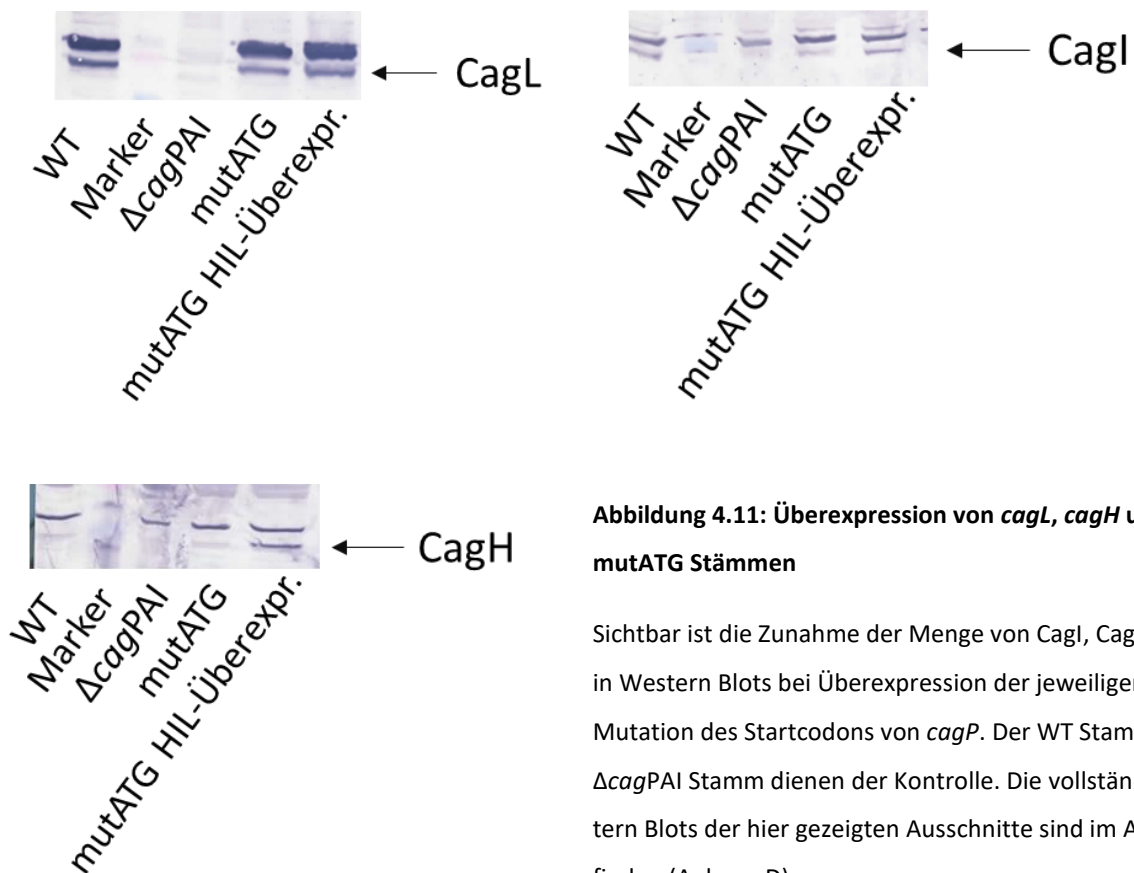 CagL
WT
Marker
ΔcagPAI
mutATG
mutATG HIL-Überexpr.
CagI
WT
Marker
ΔcagPAI
mutATG
mutATG HIL-Überexpr.
CagH
WT
Marker
ΔcagPAI
mutATG
mutATG HIL-Überexpr.
Abbildung 4.11: Überexpression von cagL, cagH
mutATG Stämmen
Sichtbar ist die Zunahme der Menge von CagI,
in Western Blots bei Überexpression der
Mutation des Startcodons von cagP. Der WT
ΔcagPAI Stamm dienen der Kontrolle. Die
tern Blots der hier gezeigten Ausschnitte sind im